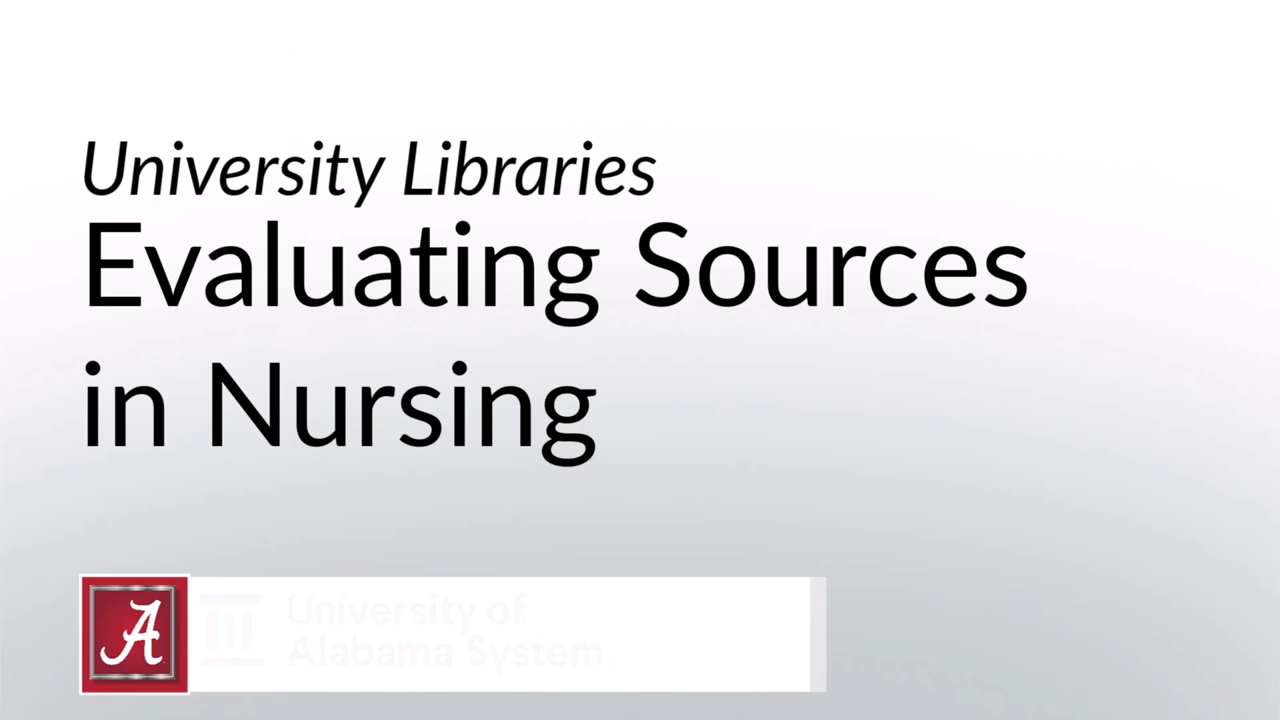 University Libraries
Evaluating Sources
in Nursing
A
University of
Alabama System